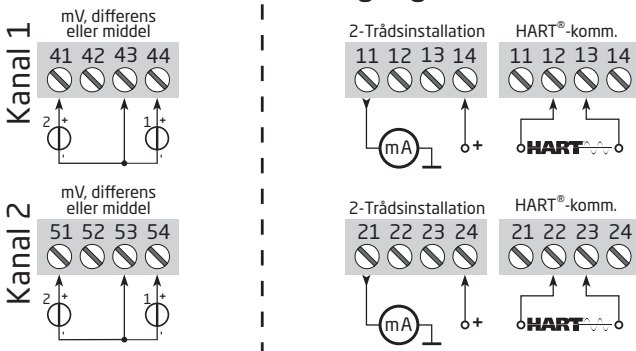 Kanal 1
mV, differens
eller middel
41 42 43 44
2 + - 1 + -
2-Trådsinstallation
11 12 13 14
mA +
HART®-komm.
11 12 13 14
HART
Kanal 2
mV, differens
eller middel
51 52 53 54
2 + - 1 + -
2-Trådsinstallation
21 22 23 24
mA +
HART®-komm.
21 22 23 24
HART